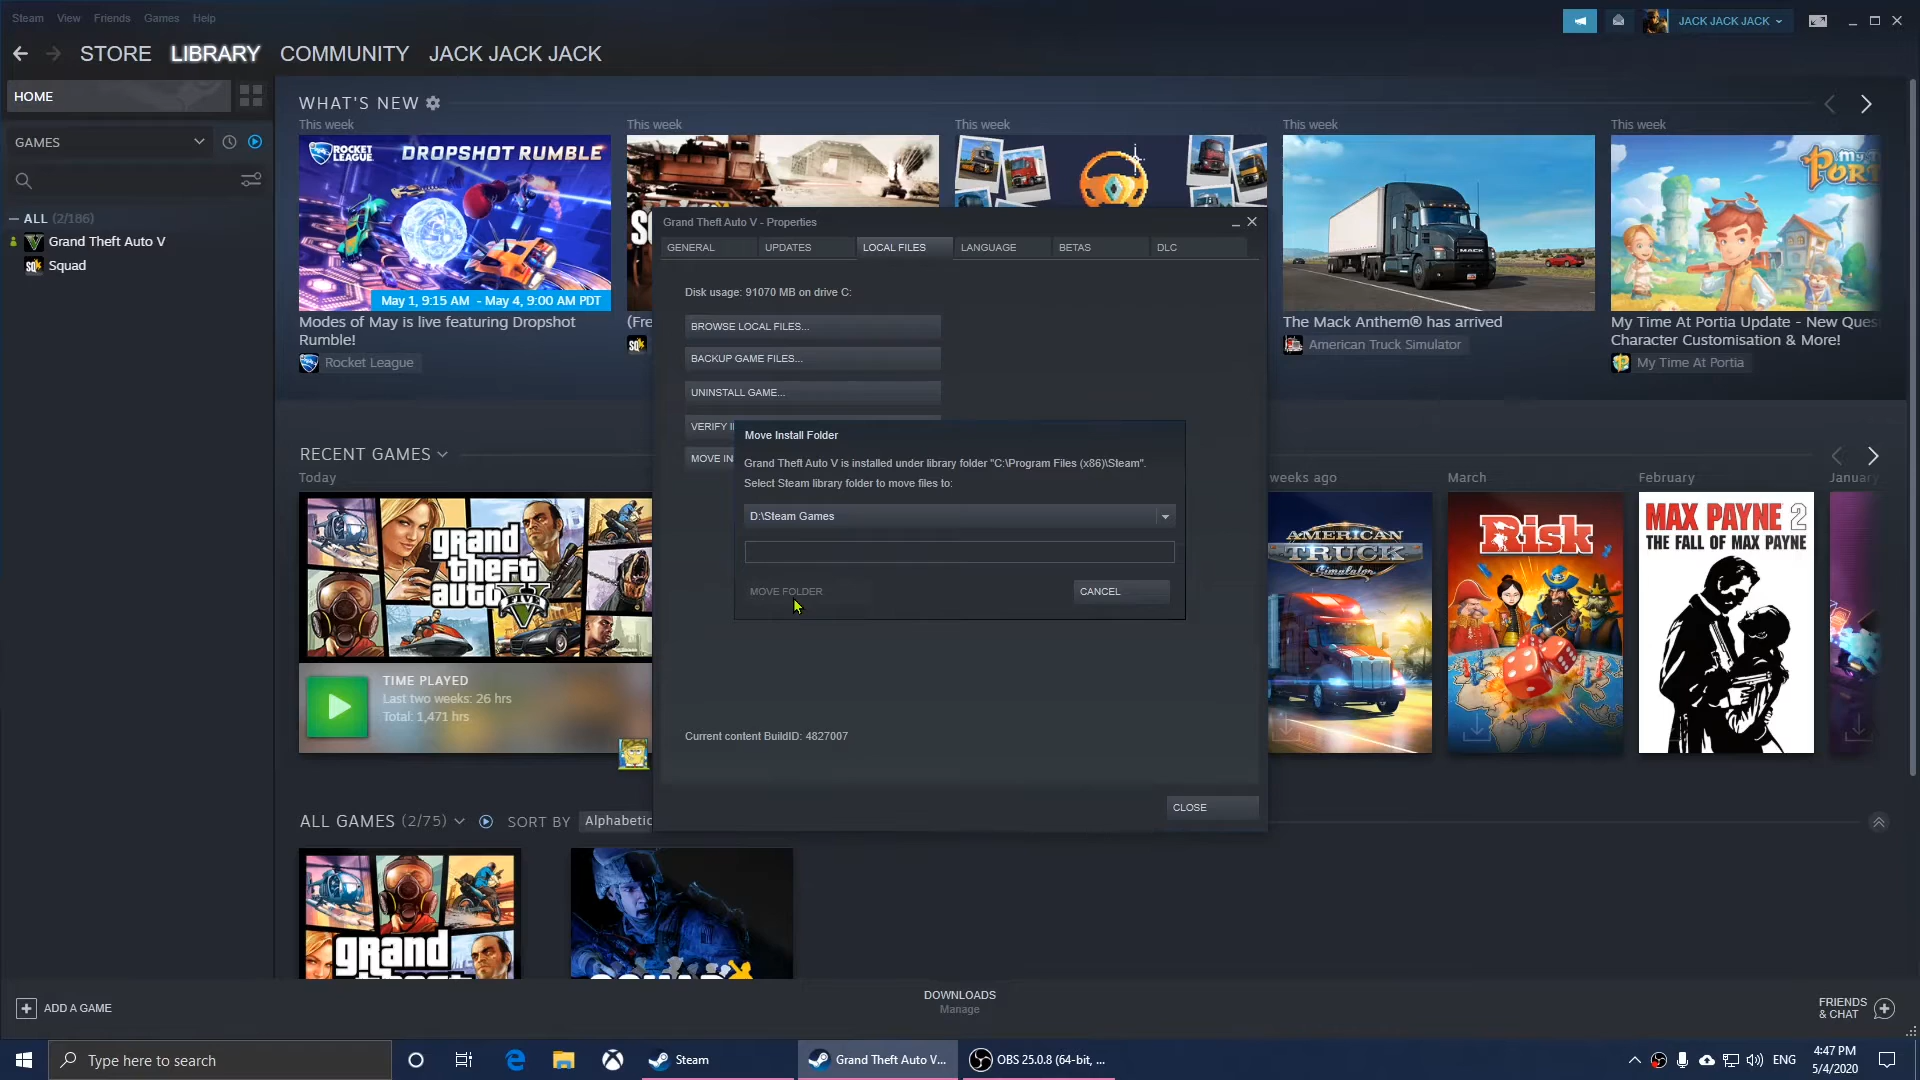 Steam View Friends Games Help
JACK JACK JACK
STORE LIBRARY COMMUNITY JACK JACK JACK
HOME
GAMES
ALL (2/186)
Grand Theft Auto V
Squad
WHAT'S NEW
This week
This week
This week
This week
This week
ROCKET LEAGUE
DROPSHOT RUMBLE
May 1, 9:15 AM - May 4, 9:00 AM PDT
Modes of May is live featuring Dropshot
Rumble!
Rocket League
(Fre
SQK
MACK
The Mack Anthem® has arrived
American Truck Simulator
My Time At Portia Update - New Ques
Character Customisation & More!
My Time At Portia
Grand Theft Auto V - Properties
GENERAL UPDATES LOCAL FILES LANGUAGE BETAS DLC
Disk usage: 91070 MB on drive C:
BROWSE LOCAL FILES...
BACKUP GAME FILES...
UNINSTALL GAME...
VERIFY I
MOVE IN
Move Install Folder
Grand Theft Auto V is installed under library folder "C:\Program Files (x86)\Steam".
Select Steam library folder to move files to:
D:\Steam Games
MOVE FOLDER
CANCEL
Current content BuildID: 4827007
CLOSE
RECENT GAMES
Today
weeks ago
March
February
January
grand
theft
auto
FIVE
TIME PLAYED
Last two weeks: 26 hrs
Total: 1,471 hrs
AMERICAN
TRUCK
Simulator
Risk
MAX PAYNE 2
THE FALL OF MAX PAYNE
ALL GAMES (2/75)
SORT BY
Alphabetic
grand
ADD A GAME
DOWNLOADS
Manage
FRIENDS
& CHAT
Type here to search
Steam
Grand Theft Auto V...
OBS 25.0.8 (64-bit, ...
ENG
4:47 PM
5/4/2020